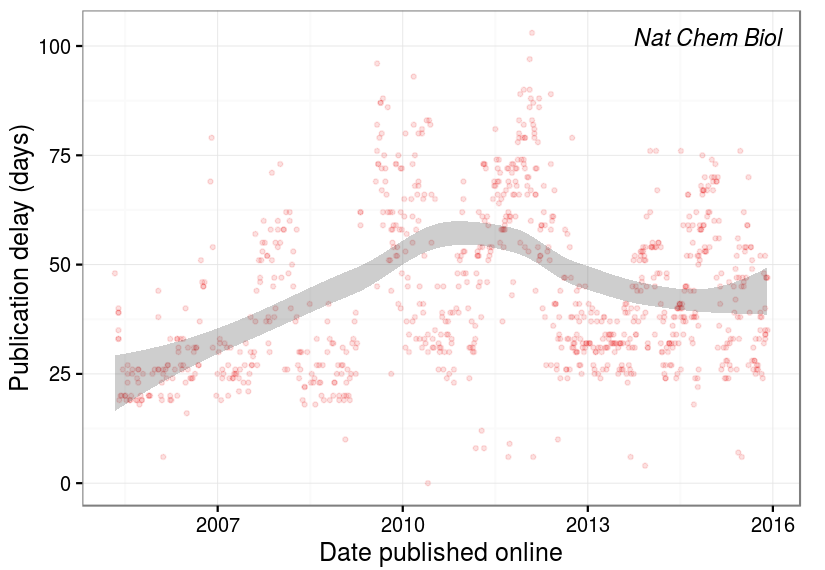 Nat Chem Biol
100
75
50
25
0
Publication delay (days)
2007 2010 2013 2016
Date published online